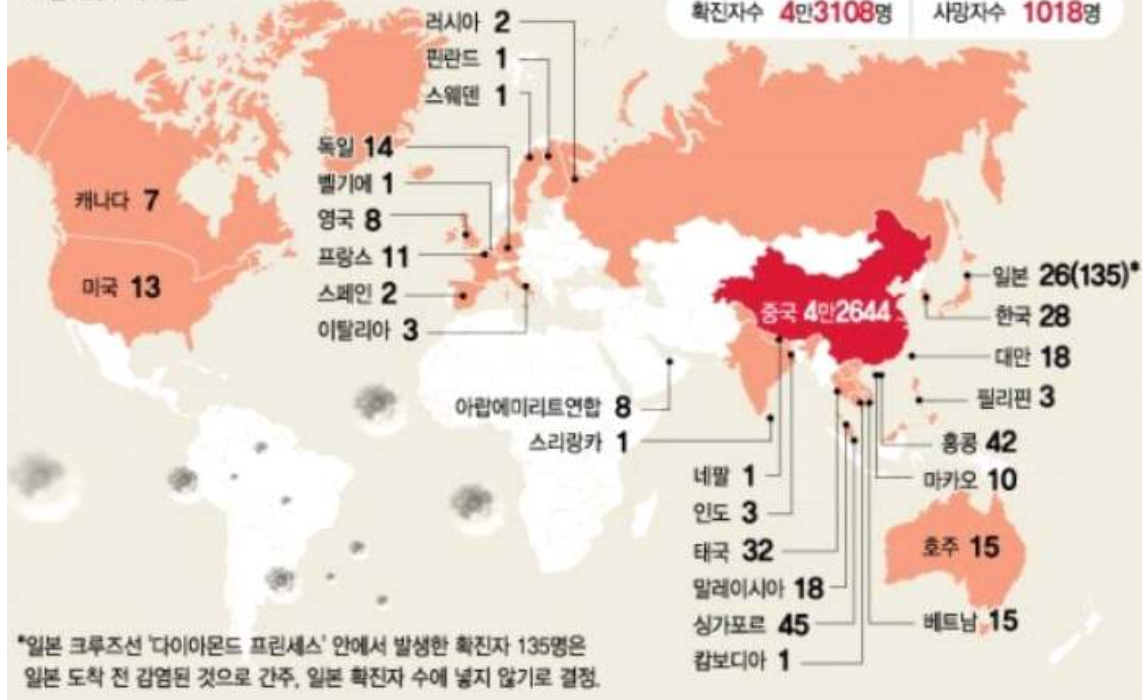 확진자수 4만3108명 사망자수 1018명
러시아 2
핀란드 1
스웨덴 1
독일 14
벨기에 1
영국 8
프랑스 11
스페인 2
이탈리아 3
캐나다 7
미국 13
중국 4만2644
일본 26(135)*
한국 28
대만 18
필리핀 3
홍콩 42
마카오 10
아랍에미리트연합 8
스리랑카 1
네팔 1
인도 3
태국 32
말레이시아 18
싱가포르 45
캄보디아 1
베트남 15
호주 15
*일본 크루즈선 '다이아몬드 프린세스' 안에서 발생한 확진자 135명은
일본 도착 전 감염된 것으로 간주, 일본 확진자 수에 넣지 않기로 결정.